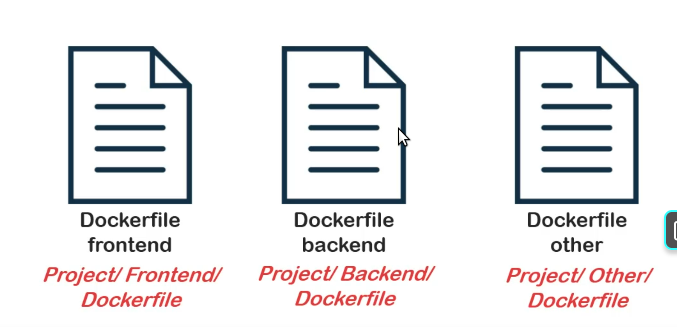 Dockerfile
frontend
Project/ Frontend/
Dockerfile
Dockerfile
backend
Project/ Backend/
Dockerfile
Dockerfile
other
Project/ Other/
Dockerfile